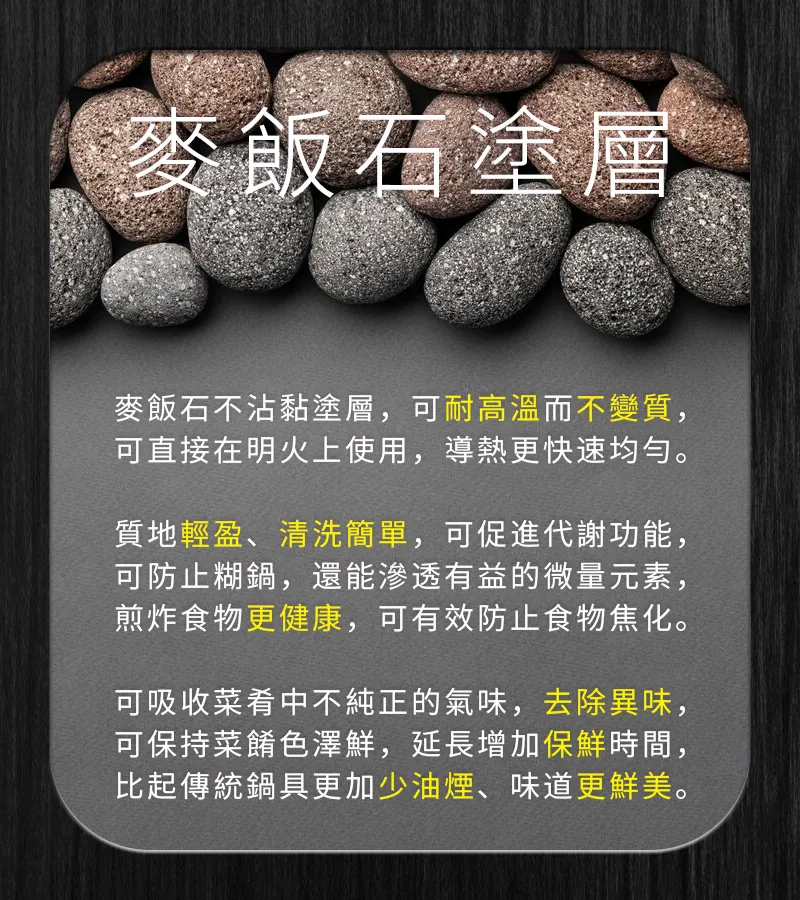 麥飯石塗層
麥飯石不沾黏塗層，可耐高溫而不變質，
可直接在明火上使用，導熱更快速均勻。
質地輕盈、清洗簡單，可促進代謝功能，
可防止糊鍋，還能滲透有益的微量元素，
煎炸食物更健康，可有效防止食物焦化。
可吸收菜肴中不純正的氣味，去除異味，
可保持菜餚色澤鮮，延長增加保鮮時間，
比起傳統鍋具更加少油煙、味道更鮮美。